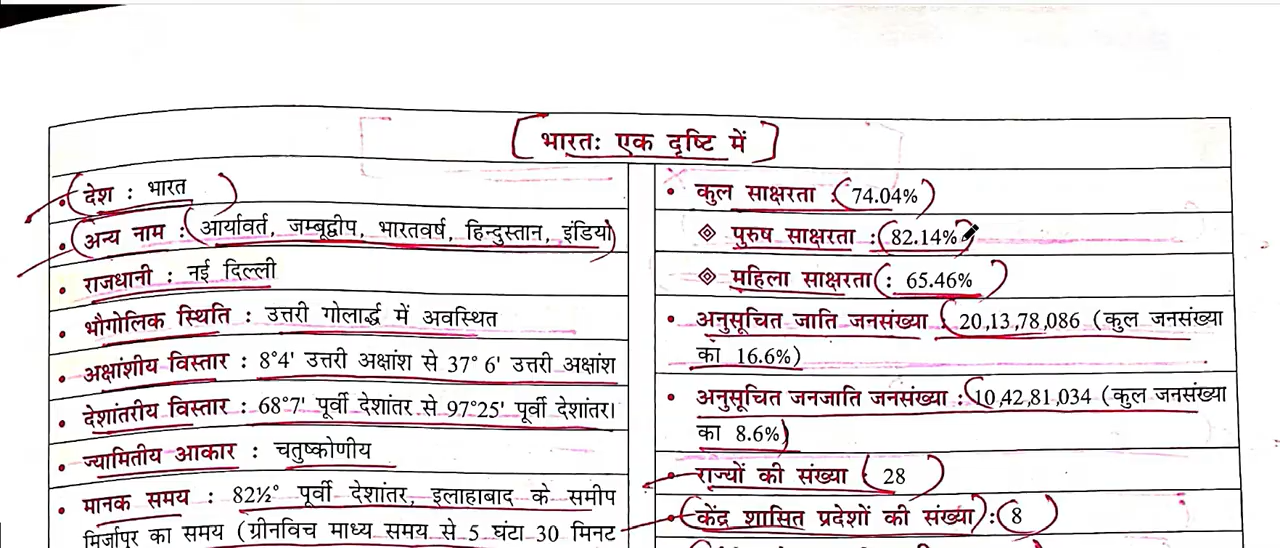 भारतः एक दृष्टि में
• देश : भारत
• अन्य नाम : आर्यावर्त, जम्बूद्वीप, भारतवर्ष, हिन्दुस्तान, इंडिया
• राजधानी : नई दिल्ली
• भौगोलिक स्थिति : उत्तरी गोलार्द्ध में अवस्थित
• अक्षांशीय विस्तार : 8°4' उत्तरी अक्षांश से 37° 6' उत्तरी अक्षांश
• देशांतरीय विस्तार : 68°7' पूर्वी देशांतर से 97°25' पूर्वी देशांतर।
• ज्यामितीय आकार : चतुष्कोणीय
• मानक समय : 82½° पूर्वी देशांतर, इलाहाबाद के समीप
मिर्जापुर का समय (ग्रीनविच माध्य समय से 5 घंटा 30 मिनट
• कुल साक्षरता : 74.04%
❖ पुरुष साक्षरता : 82.14%
❖ महिला साक्षरता : 65.46%
• अनुसूचित जाति जनसंख्या : 20,13,78,086 (कुल जनसंख्या
का 16.6%)
• अनुसूचित जनजाति जनसंख्या : 10,42,81,034 (कुल जनसंख्या
का 8.6%)
• राज्यों की संख्या : 28
• केंद्र शासित प्रदेशों की संख्या : 8